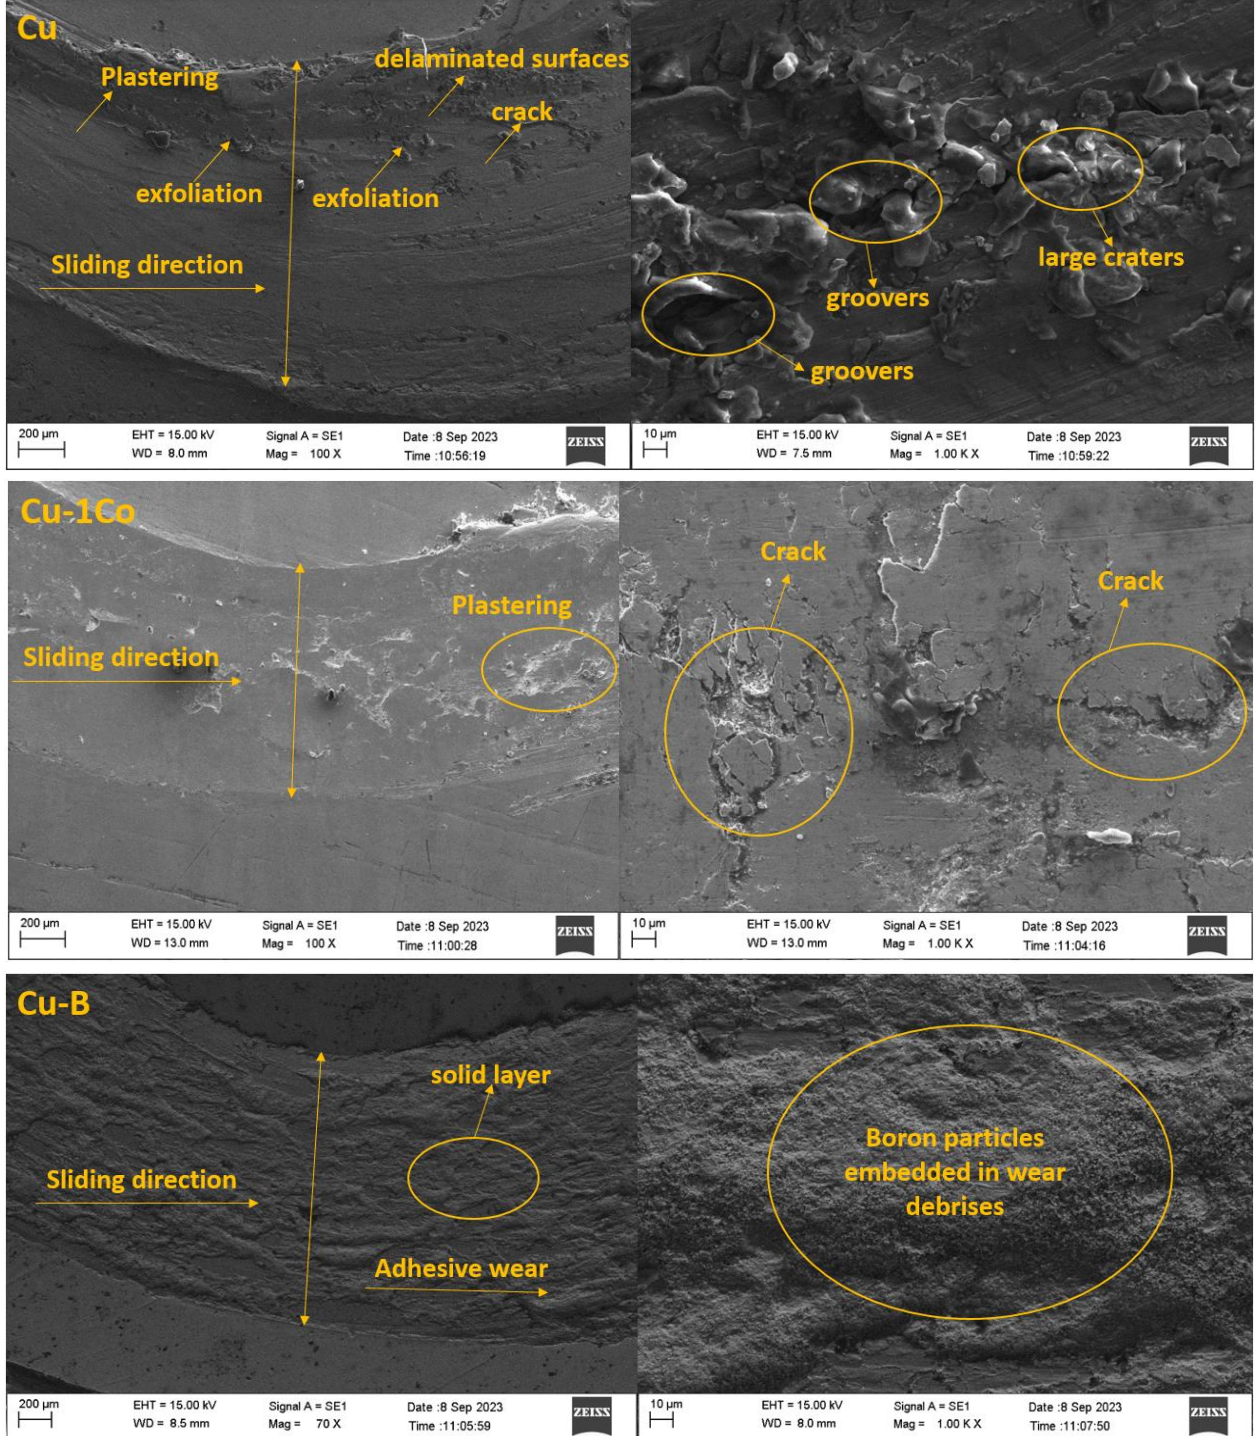 Cu
delaminated surfaces
Plastering
crack
exfoliation
exfoliation
Sliding direction
large craters
groovers
groovers
200 µm
EHT = 15.00 kV
Signal A = SE1
Date :8 Sep 2023
WD = 8.0 mm
Mag = 100 X
Time :10:56:19
ZEISS
10 µm
EHT = 15.00 kV
Signal A = SE1
Date :8 Sep 2023
WD = 7.5 mm
Mag = 1.00 K X
Time :10:59:22
ZEISS
Cu-1Co
Plastering
Sliding direction
Crack
Crack
200 µm
EHT = 15.00 kV
Signal A = SE1
Date :8 Sep 2023
WD = 13.0 mm
Mag = 100 X
Time :11:00:28
ZEISS
10 µm
EHT = 15.00 kV
Signal A = SE1
Date :8 Sep 2023
WD = 13.0 mm
Mag = 1.00 K X
Time :11:04:16
ZEISS
Cu-B
solid layer
Sliding direction
Adhesive wear
Boron particles
embedded in wear
debrises
200 µm
EHT = 15.00 kV
Signal A = SE1
Date :8 Sep 2023
WD = 8.5 mm
Mag = 70 X
Time :11:05:59
ZEISS
10 µm
EHT = 15.00 kV
Signal A = SE1
Date :8 Sep 2023
WD = 8.0 mm
Mag = 1.00 K X
Time :11:07:50
ZEISS